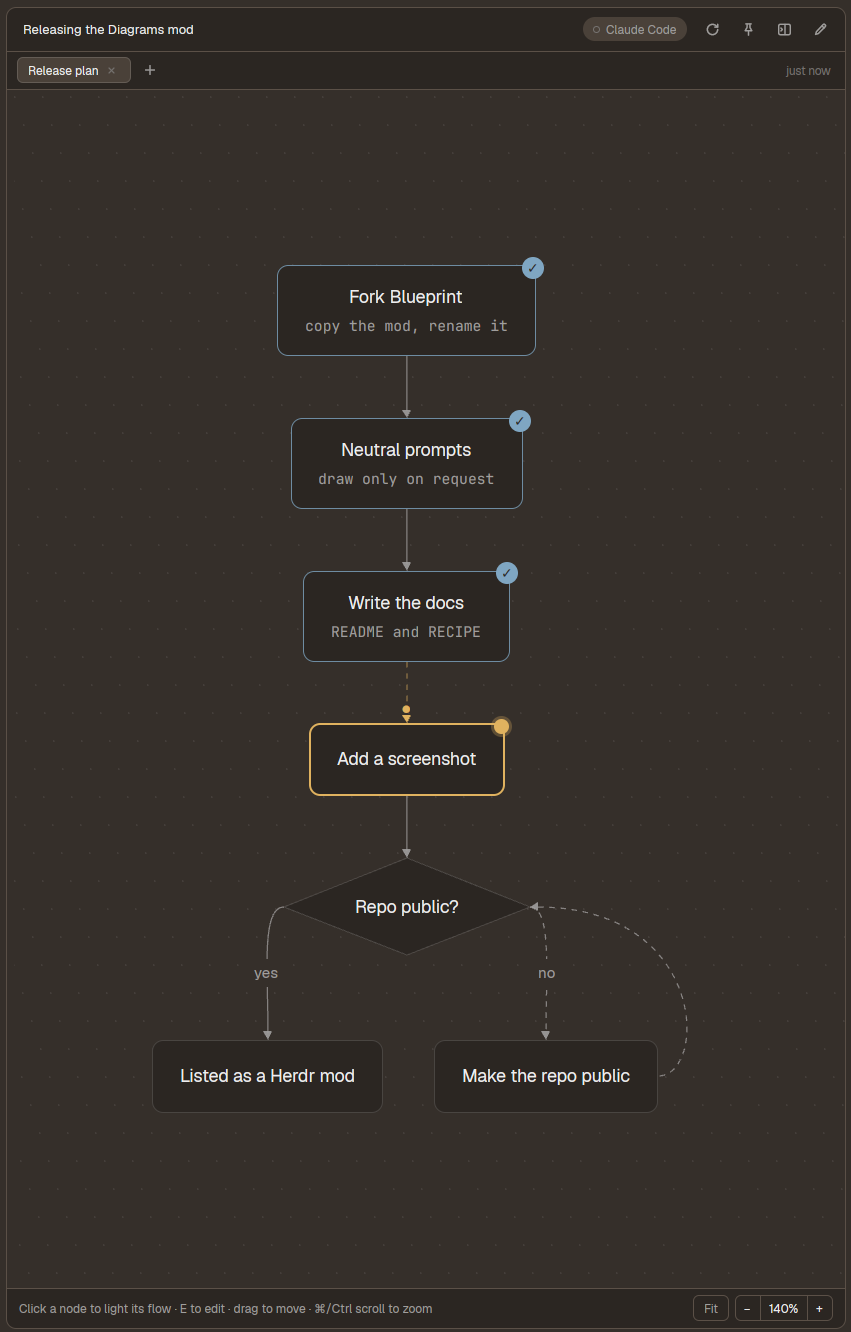 Releasing the Diagrams mod
Claude Code
Release plan ×
+
just now
✓
Fork Blueprint
copy the mod, rename it
✓
Neutral prompts
draw only on request
✓
Write the docs
README and RECIPE
Add a screenshot
Repo public?
yes
no
Listed as a Herdr mod
Make the repo public
Click a node to light its flow · E to edit · drag to move · ⌘/Ctrl scroll to zoom
Fit
− 140% +